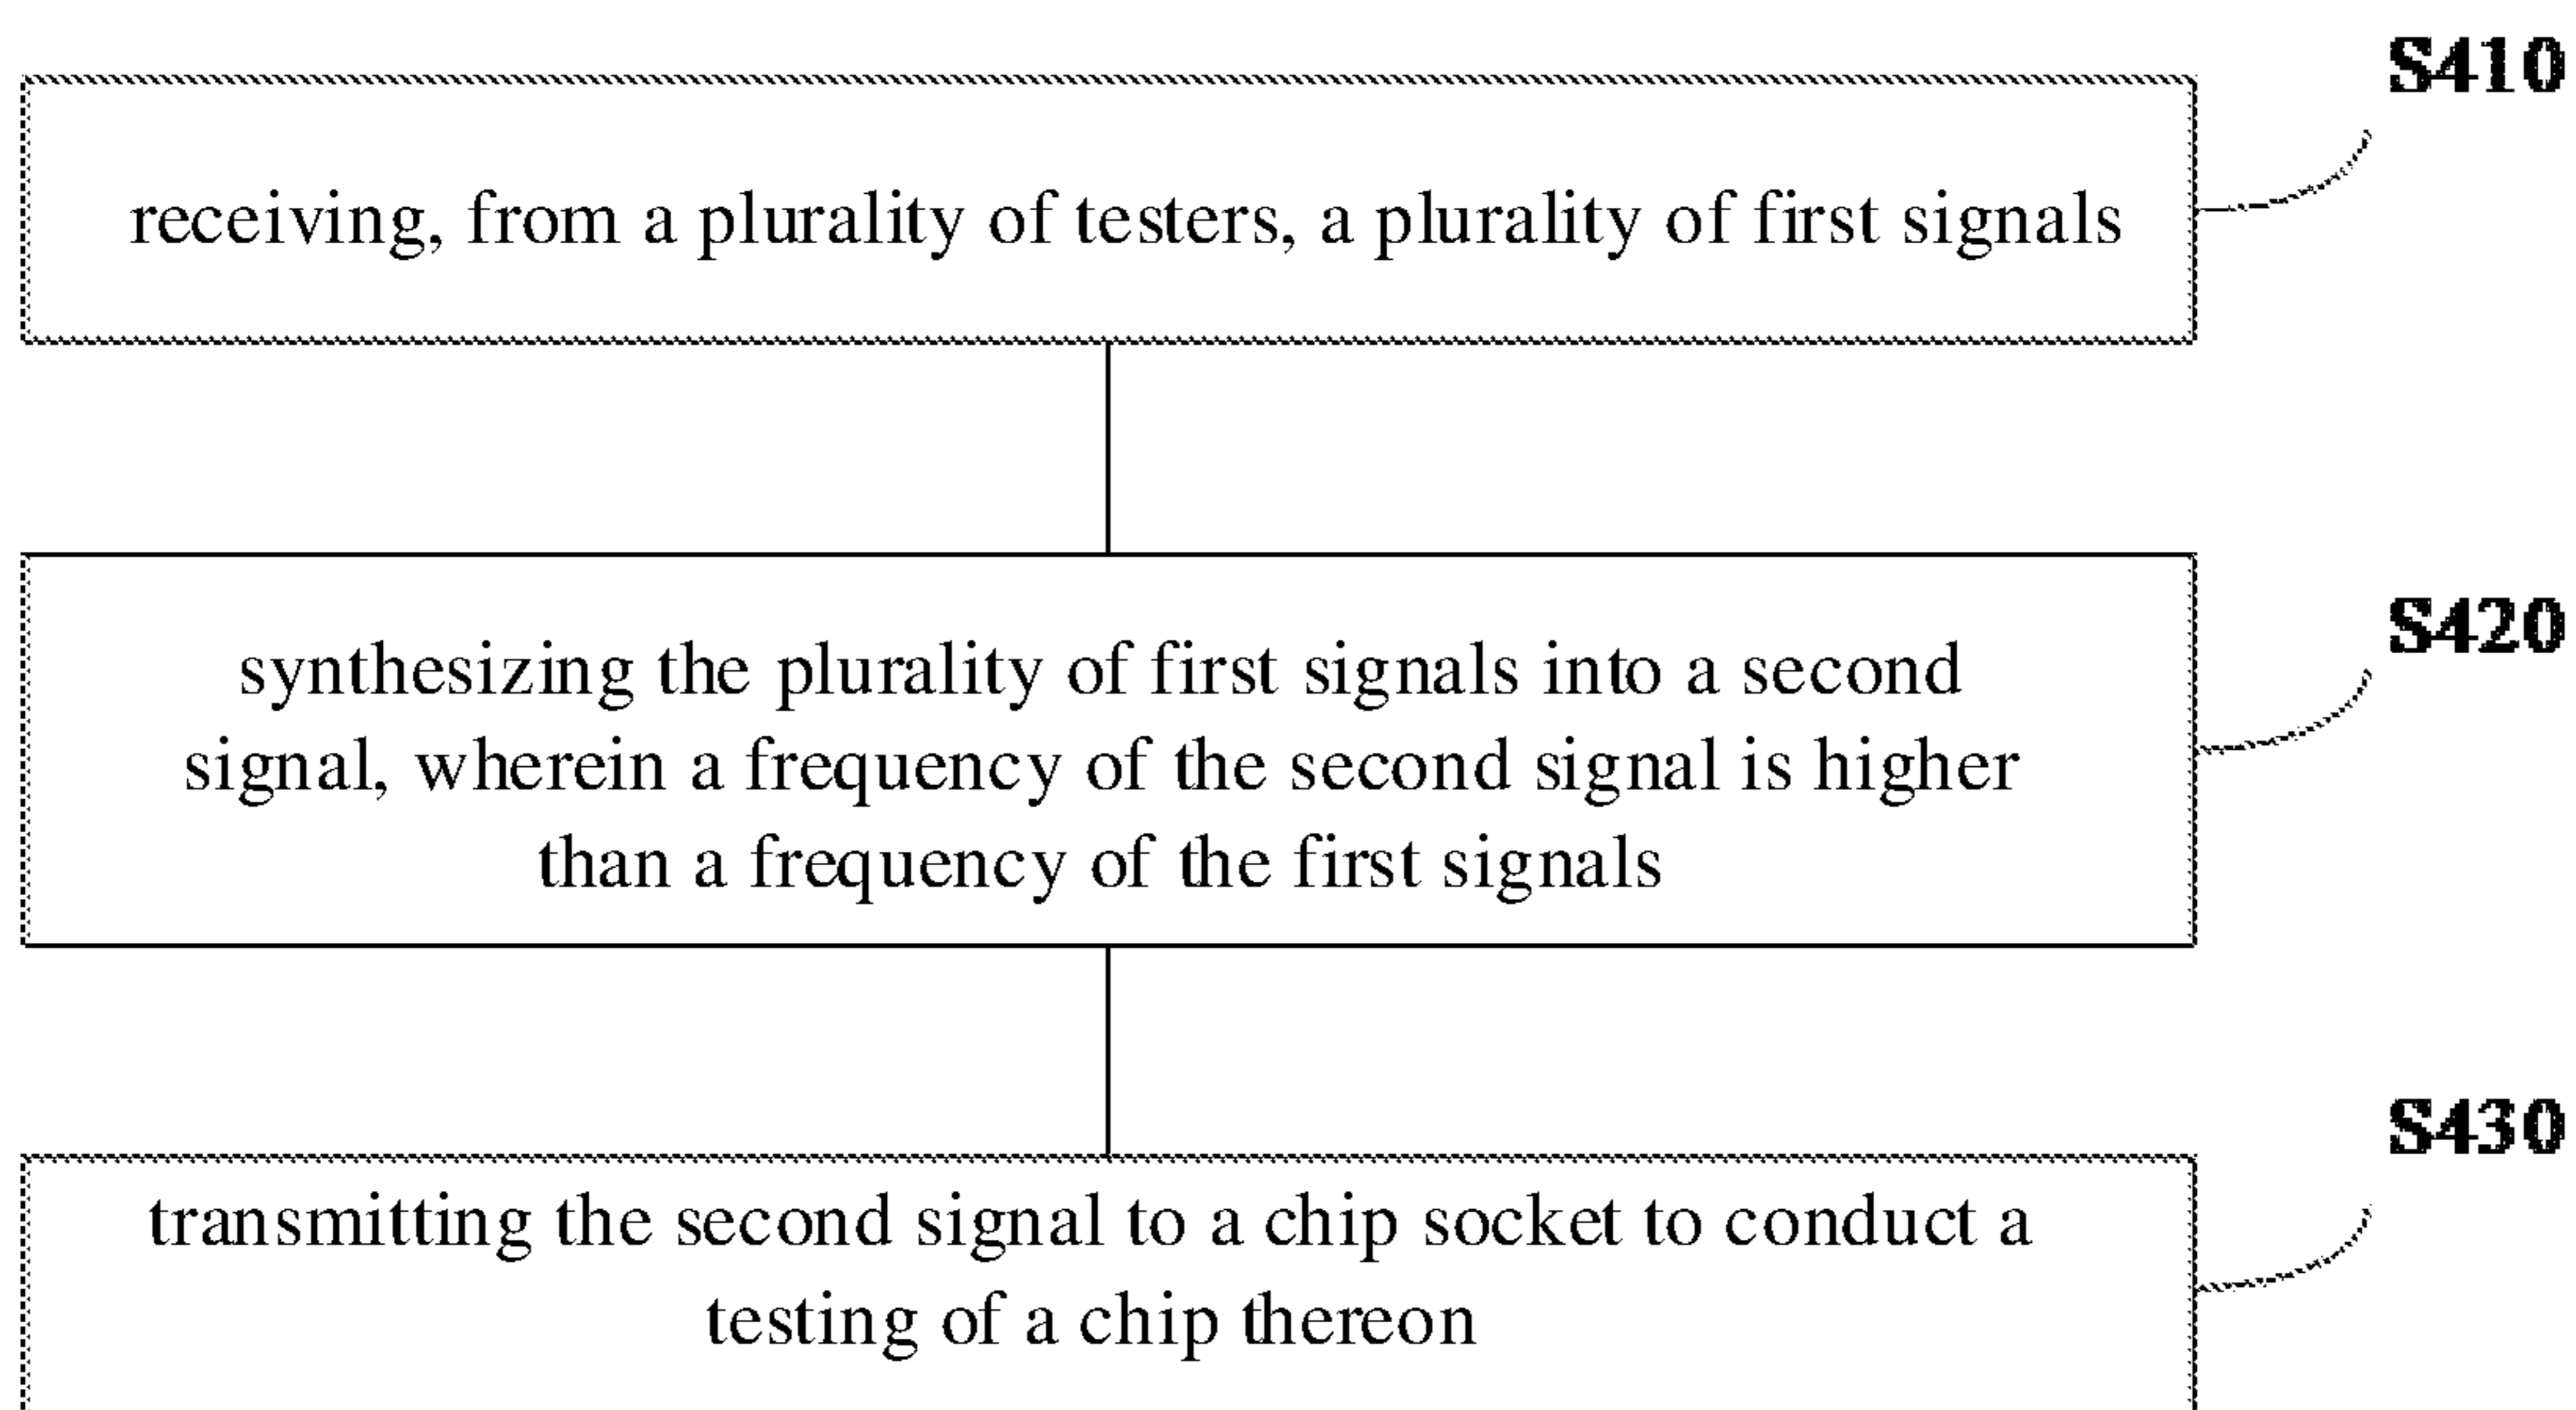 S410
receiving, from a plurality of testers, a plurality of first signals
S420
synthesizing the plurality of first signals into a second
signal, wherein a frequency of the second signal is higher
than a frequency of the first signals
S430
transmitting the second signal to a chip socket to conduct a
testing of a chip thereon